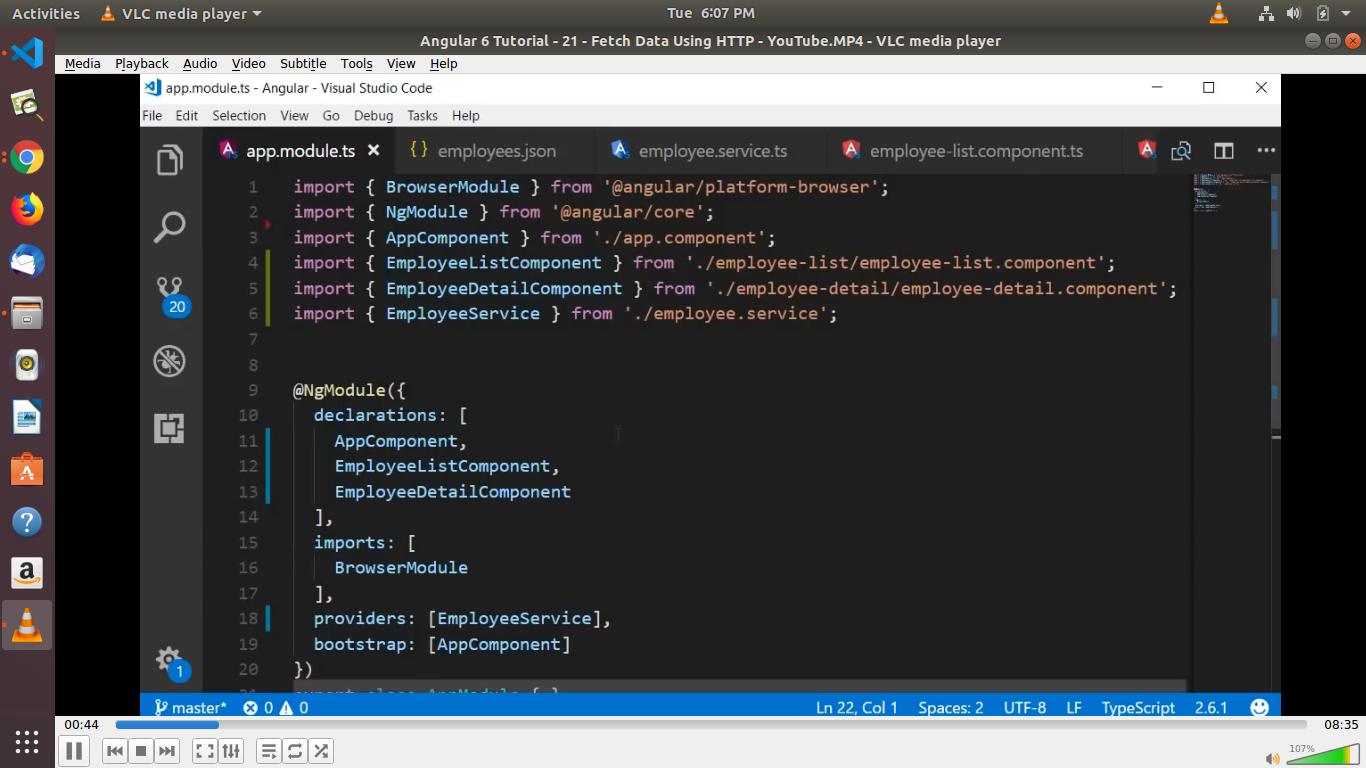 Activities VLC media player Tue 6:07 PM
Angular 6 Tutorial - 21 - Fetch Data Using HTTP - YouTube.MP4 - VLC media player
Media Playback Audio Video Subtitle Tools View Help
app.module.ts - Angular - Visual Studio Code
File Edit Selection View Go Debug Tasks Help
app.module.ts employees.json employee.service.ts employee-list.component.ts
1 import { BrowserModule } from '@angular/platform-browser';
2 import { NgModule } from '@angular/core';
3 import { AppComponent } from './app.component';
4 import { EmployeeListComponent } from './employee-list/employee-list.component';
5 import { EmployeeDetailComponent } from './employee-detail/employee-detail.component';
6 import { EmployeeService } from './employee.service';
7
8
9 @NgModule({
10 declarations: [
11 AppComponent,
12 EmployeeListComponent,
13 EmployeeDetailComponent
14 ],
15 imports: [
16 BrowserModule
17 ],
18 providers: [EmployeeService],
19 bootstrap: [AppComponent]
20 })
export class AppModule { }
20
1
master* 0 0 Ln 22, Col 1 Spaces: 2 UTF-8 LF TypeScript 2.6.1
00:44 08:35
107%